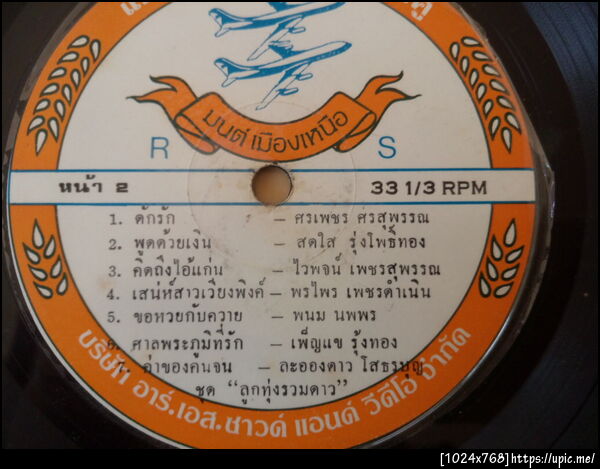 มนต์เมืองเหนือ
R S
หน้า 2 33 1/3 RPM
1. ดักรัก – ศรเพชร ศรสุพรรณ
2. พูดด้วยเงิน – สดใส รุ่งโพธิ์ทอง
3. คิดถึงไอ้แก่น – ไวพจน์ เพชรสุพรรณ
4. เสน่ห์สาวเวียงพิงค์ – พรไพร เพชรดำเนิน
5. ขอหวยกับควาย – พนม นพพร
6. ศาลพระภูมิที่รัก – เพ็ญแข รุ้งทอง
7. ค่าของคนจน – ละอองดาว โสธรบุญ
ชุด "ลูกทุ่งรวมดาว"
บริษัท อาร์.เอส.ซาวด์ แอนด์ วีดีโอ จำกัด
[1024x768]https://upic.me/